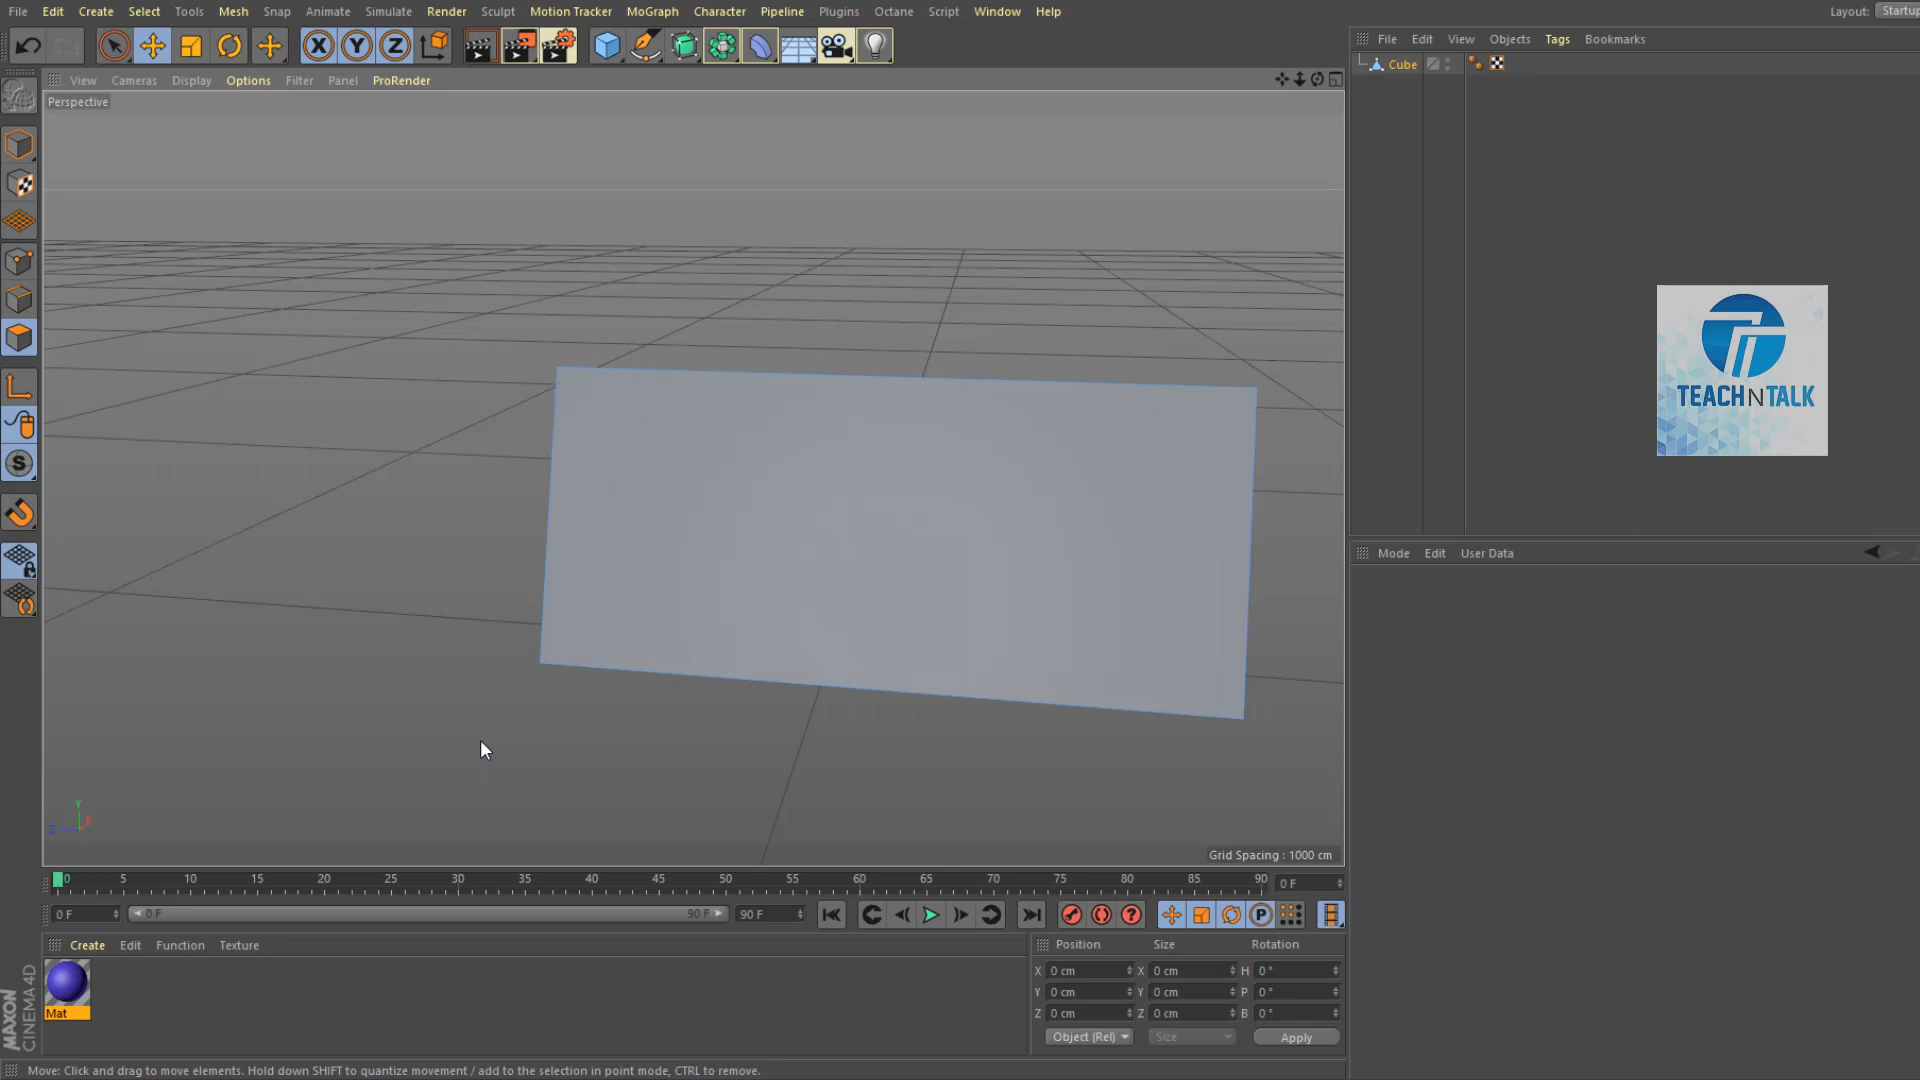 File Edit Create Select Tools Mesh Snap Animate Simulate Render Sculpt Motion Tracker MoGraph Character Pipeline Plugins Octane Script Window Help
Layout: Startup
File Edit View Objects Tags Bookmarks
Cube
View Cameras Display Options Filter Panel ProRender
Perspective
S
X Y Z
TEACHNTALK
Mode Edit User Data
Y
X
Z
Grid Spacing : 1000 cm
0 5 10 15 20 25 30 35 40 45 50 55 60 65 70 75 80 85 90
0 F
0 F 0 F 90 F 90 F
? P
Create Edit Function Texture
Mat
MAXON
CINEMA4D
Position Size Rotation
X 0 cm X 0 cm H 0 °
Y 0 cm Y 0 cm P 0 °
Z 0 cm Z 0 cm B 0 °
Object (Rel) Size Apply
Move: Click and drag to move elements. Hold down SHIFT to quantize movement / add to the selection in point mode, CTRL to remove.